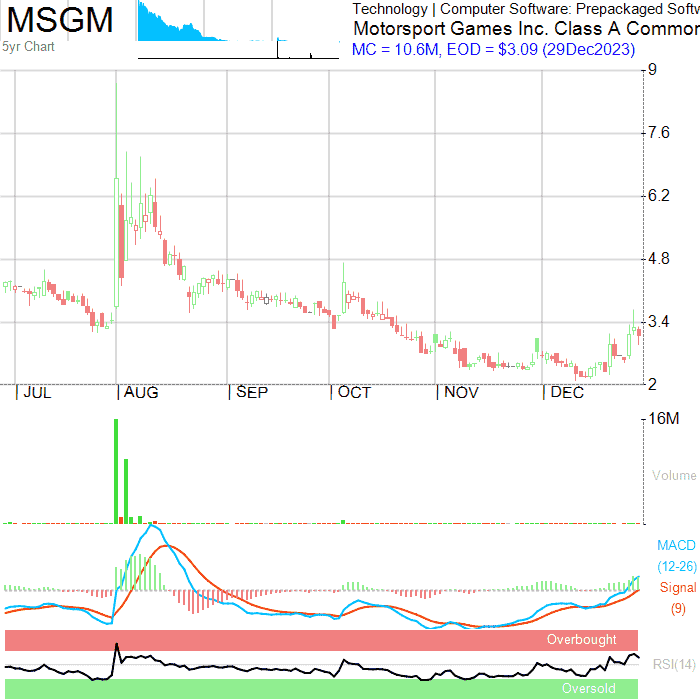 MSGM
5yr Chart
Technology | Computer Software: Prepackaged Softw
Motorsport Games Inc. Class A Common
MC = 10.6M, EOD = $3.09 (29Dec2023)
9
7.6
6.2
4.8
3.4
2
| JUL | AUG | SEP | OCT | NOV | DEC
16M
Volume
MACD
(12-26)
Signal
(9)
Overbought
RSI(14)
Oversold